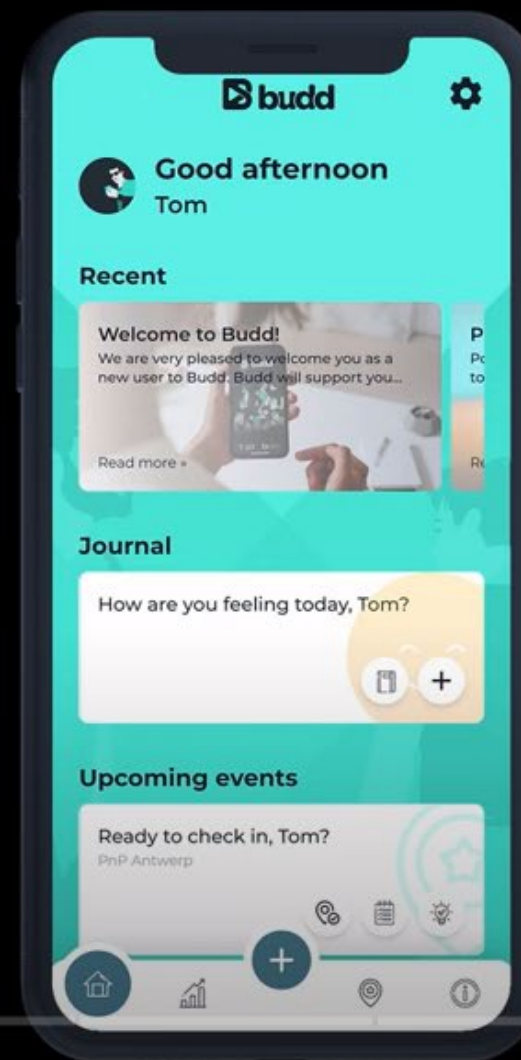 budd
Good afternoon
Tom
Recent
Welcome to Budd!
We are very pleased to welcome you as a
new user to Budd. Budd will support you...
Read more »
Journal
How are you feeling today, Tom?
Upcoming events
Ready to check in, Tom?
PnP Antwerp